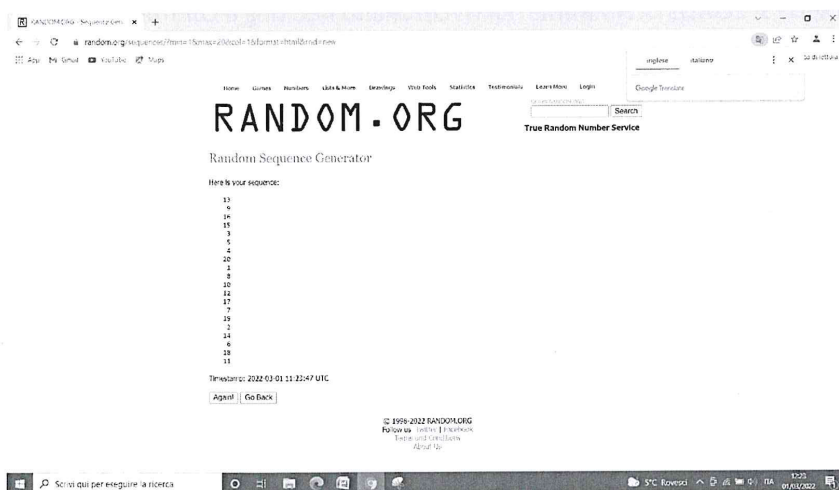 RANDOM.ORG - Sequence Gen
random.org/sequences/?min=1&max=20&col=1&format=html&rnd=new
App
Gmail
YouTube
Maps
inglese italiano
Google Translate
Home Games Numbers Lists & More Drawings Web Tools Statistics Testimonials Learn More Login
RANDOM.ORG
Search
True Random Number Service
Random Sequence Generator
Here is your sequence:
13
9
16
15
3
5
4
20
1
8
10
12
17
7
19
2
14
6
18
11
Timestamp: 2022-03-01 11:23:47 UTC
Again! Go Back
© 1998-2022 RANDOM.ORG
Follow us: Twitter | Facebook
Terms and Conditions
About Us
Scrivi qui per eseguire la ricerca
5°C Rovesci
ITA
01/03/2022